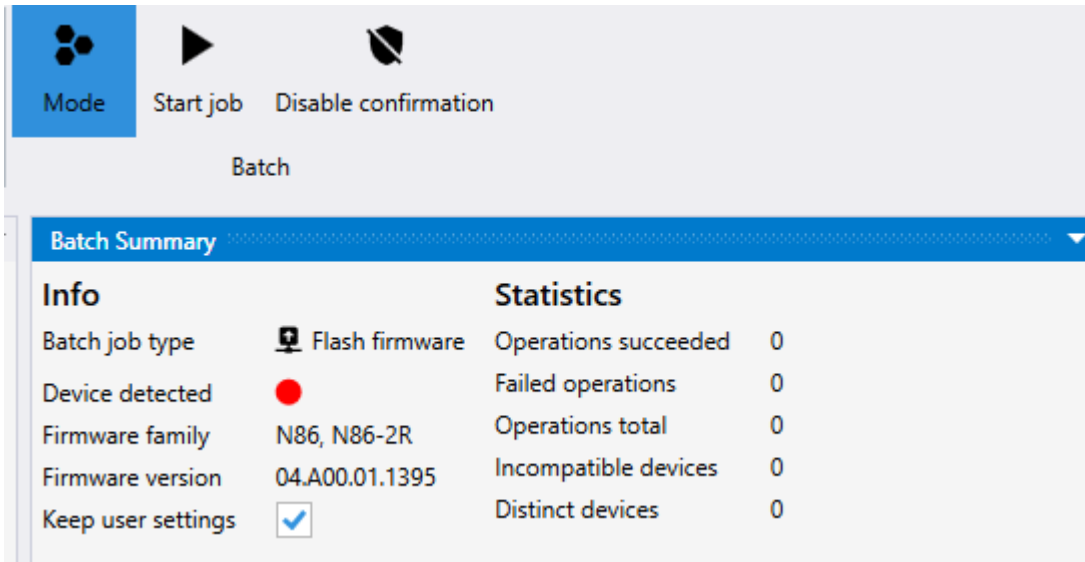 Mode Start job Disable confirmation
Batch
Batch Summary
Info
Batch job type Flash firmware
Device detected
Firmware family N86, N86-2R
Firmware version 04.A00.01.1395
Keep user settings
Statistics
Operations succeeded 0
Failed operations 0
Operations total 0
Incompatible devices 0
Distinct devices 0